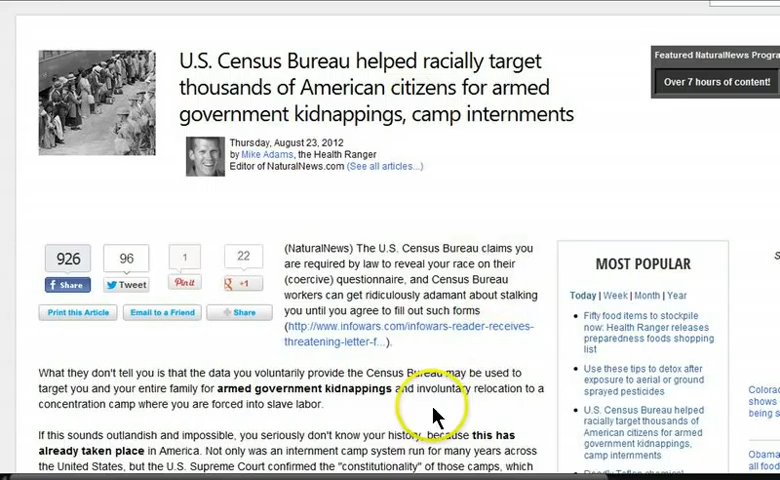 U.S. Census Bureau helped racially target
thousands of American citizens for armed
government kidnappings, camp internments
Thursday, August 23, 2012
by Mike Adams, the Health Ranger
Editor of NaturalNews.com (See all articles...)
Featured NaturalNews Progra
Over 7 hours of content!
926
96
1
22
Share
Tweet
Pin it
+1
Print this Article
Email to a Friend
Share
(NaturalNews) The U.S. Census Bureau claims you
are required by law to reveal your race on their
(coercive) questionnaire, and Census Bureau
workers can get ridiculously adamant about stalking
you until you agree to fill out such forms
(http://www.infowars.com/infowars-reader-receives-
threatening-letter-f...).
What they don't tell you is that the data you voluntarily provide the Census Bureau may be used to
target you and your entire family for armed government kidnappings and involuntary relocation to a
concentration camp where you are forced into slave labor.
If this sounds outlandish and impossible, you seriously don't know your history, because this has
already taken place in America. Not only was an internment camp system run for many years across
the United States, but the U.S. Supreme Court confirmed the "constitutionality" of those camps, which
MOST POPULAR
Today | Week | Month | Year
Fifty food items to stockpile
now: Health Ranger releases
preparedness foods shopping
list
Use these tips to detox after
exposure to aerial or ground
sprayed pesticides
U.S. Census Bureau helped
racially target thousands of
American citizens for armed
government kidnappings,
camp internments
S
Colora
shows
being s
Obama
all food